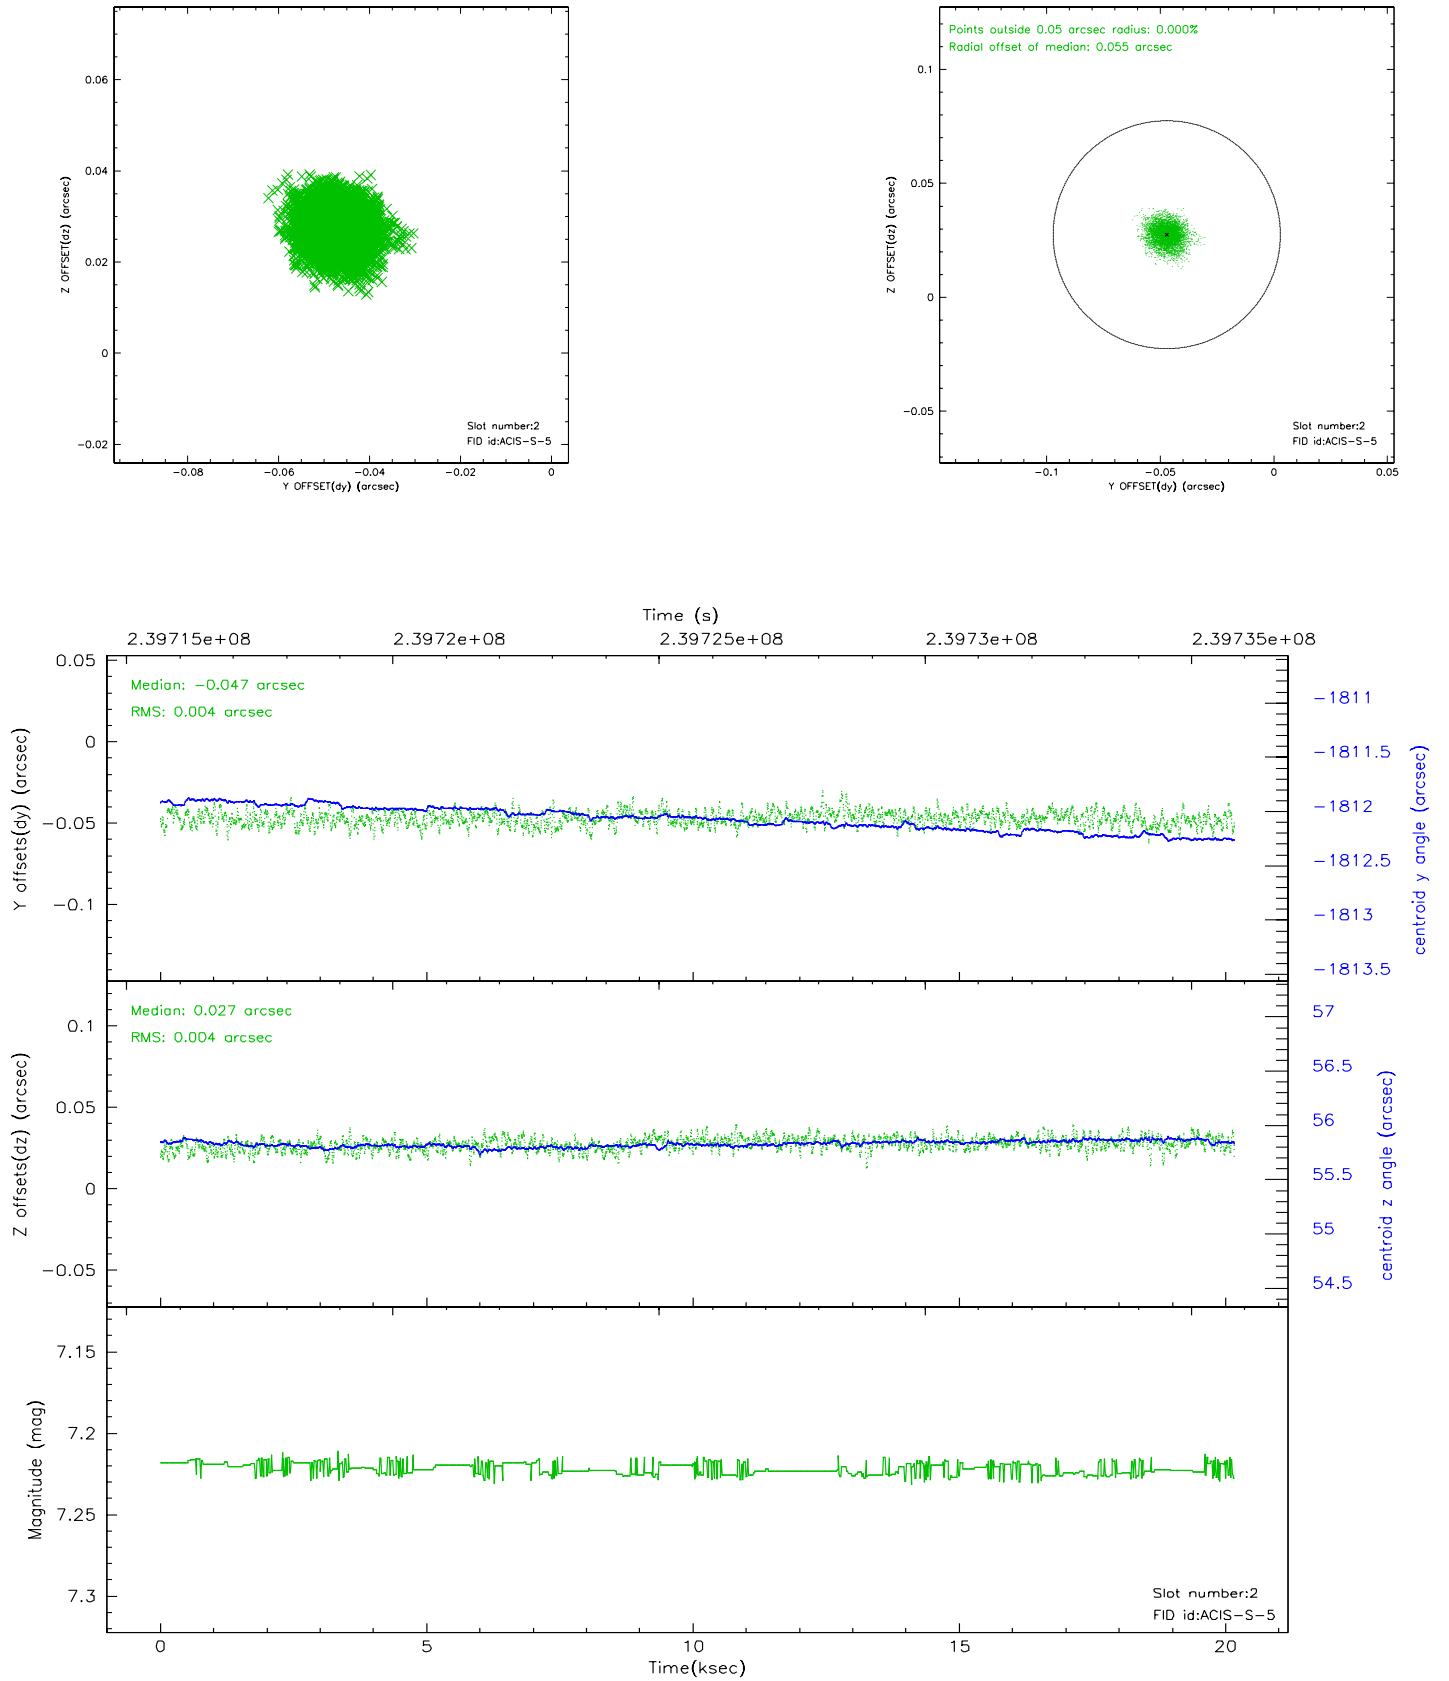 0.06
0.04
0.02
0
-0.02
Z OFFSET(dz) (arcsec)
Slot number:2
FID id:ACIS-S-5
-0.08 -0.06 -0.04 -0.02 0
Y OFFSET(dy) (arcsec)
Points outside 0.05 arcsec radius: 0.000%
Radial offset of median: 0.055 arcsec
0.1
0.05
0
-0.05
Z OFFSET(dz) (arcsec)
Slot number:2
FID id:ACIS-S-5
-0.1 -0.05 0 0.05
Y OFFSET(dy) (arcsec)
Time (s)
2.39715e+08 2.3972e+08 2.39725e+08 2.3973e+08 2.39735e+08
Median: -0.047 arcsec
RMS: 0.004 arcsec
0.05
0
-0.05
-0.1
Y offsets(dy) (arcsec)
-1811
-1811.5
-1812
-1812.5
-1813
-1813.5
centroid y angle (arcsec)
Median: 0.027 arcsec
RMS: 0.004 arcsec
0.1
0.05
0
-0.05
Z offsets(dz) (arcsec)
57
56.5
56
55.5
55
54.5
centroid z angle (arcsec)
7.15
7.2
7.25
7.3
Magnitude (mag)
Slot number:2
FID id:ACIS-S-5
0 5 10 15 20
Time(ksec)